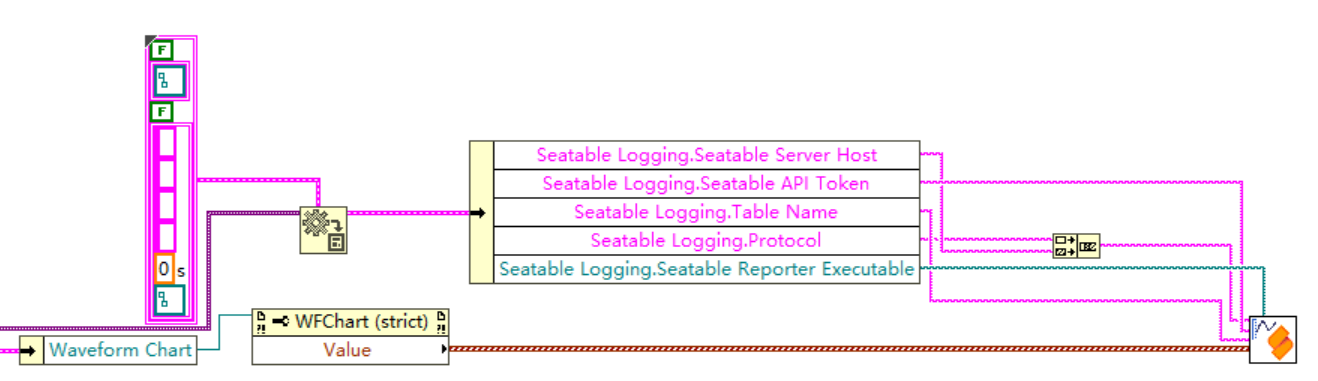 F
F
Seatable Logging.Seatable Server Host
Seatable Logging.Seatable API Token
Seatable Logging.Table Name
Seatable Logging.Protocol
Seatable Logging.Seatable Reporter Executable
0 s
WFChart (strict)
Waveform Chart
Value